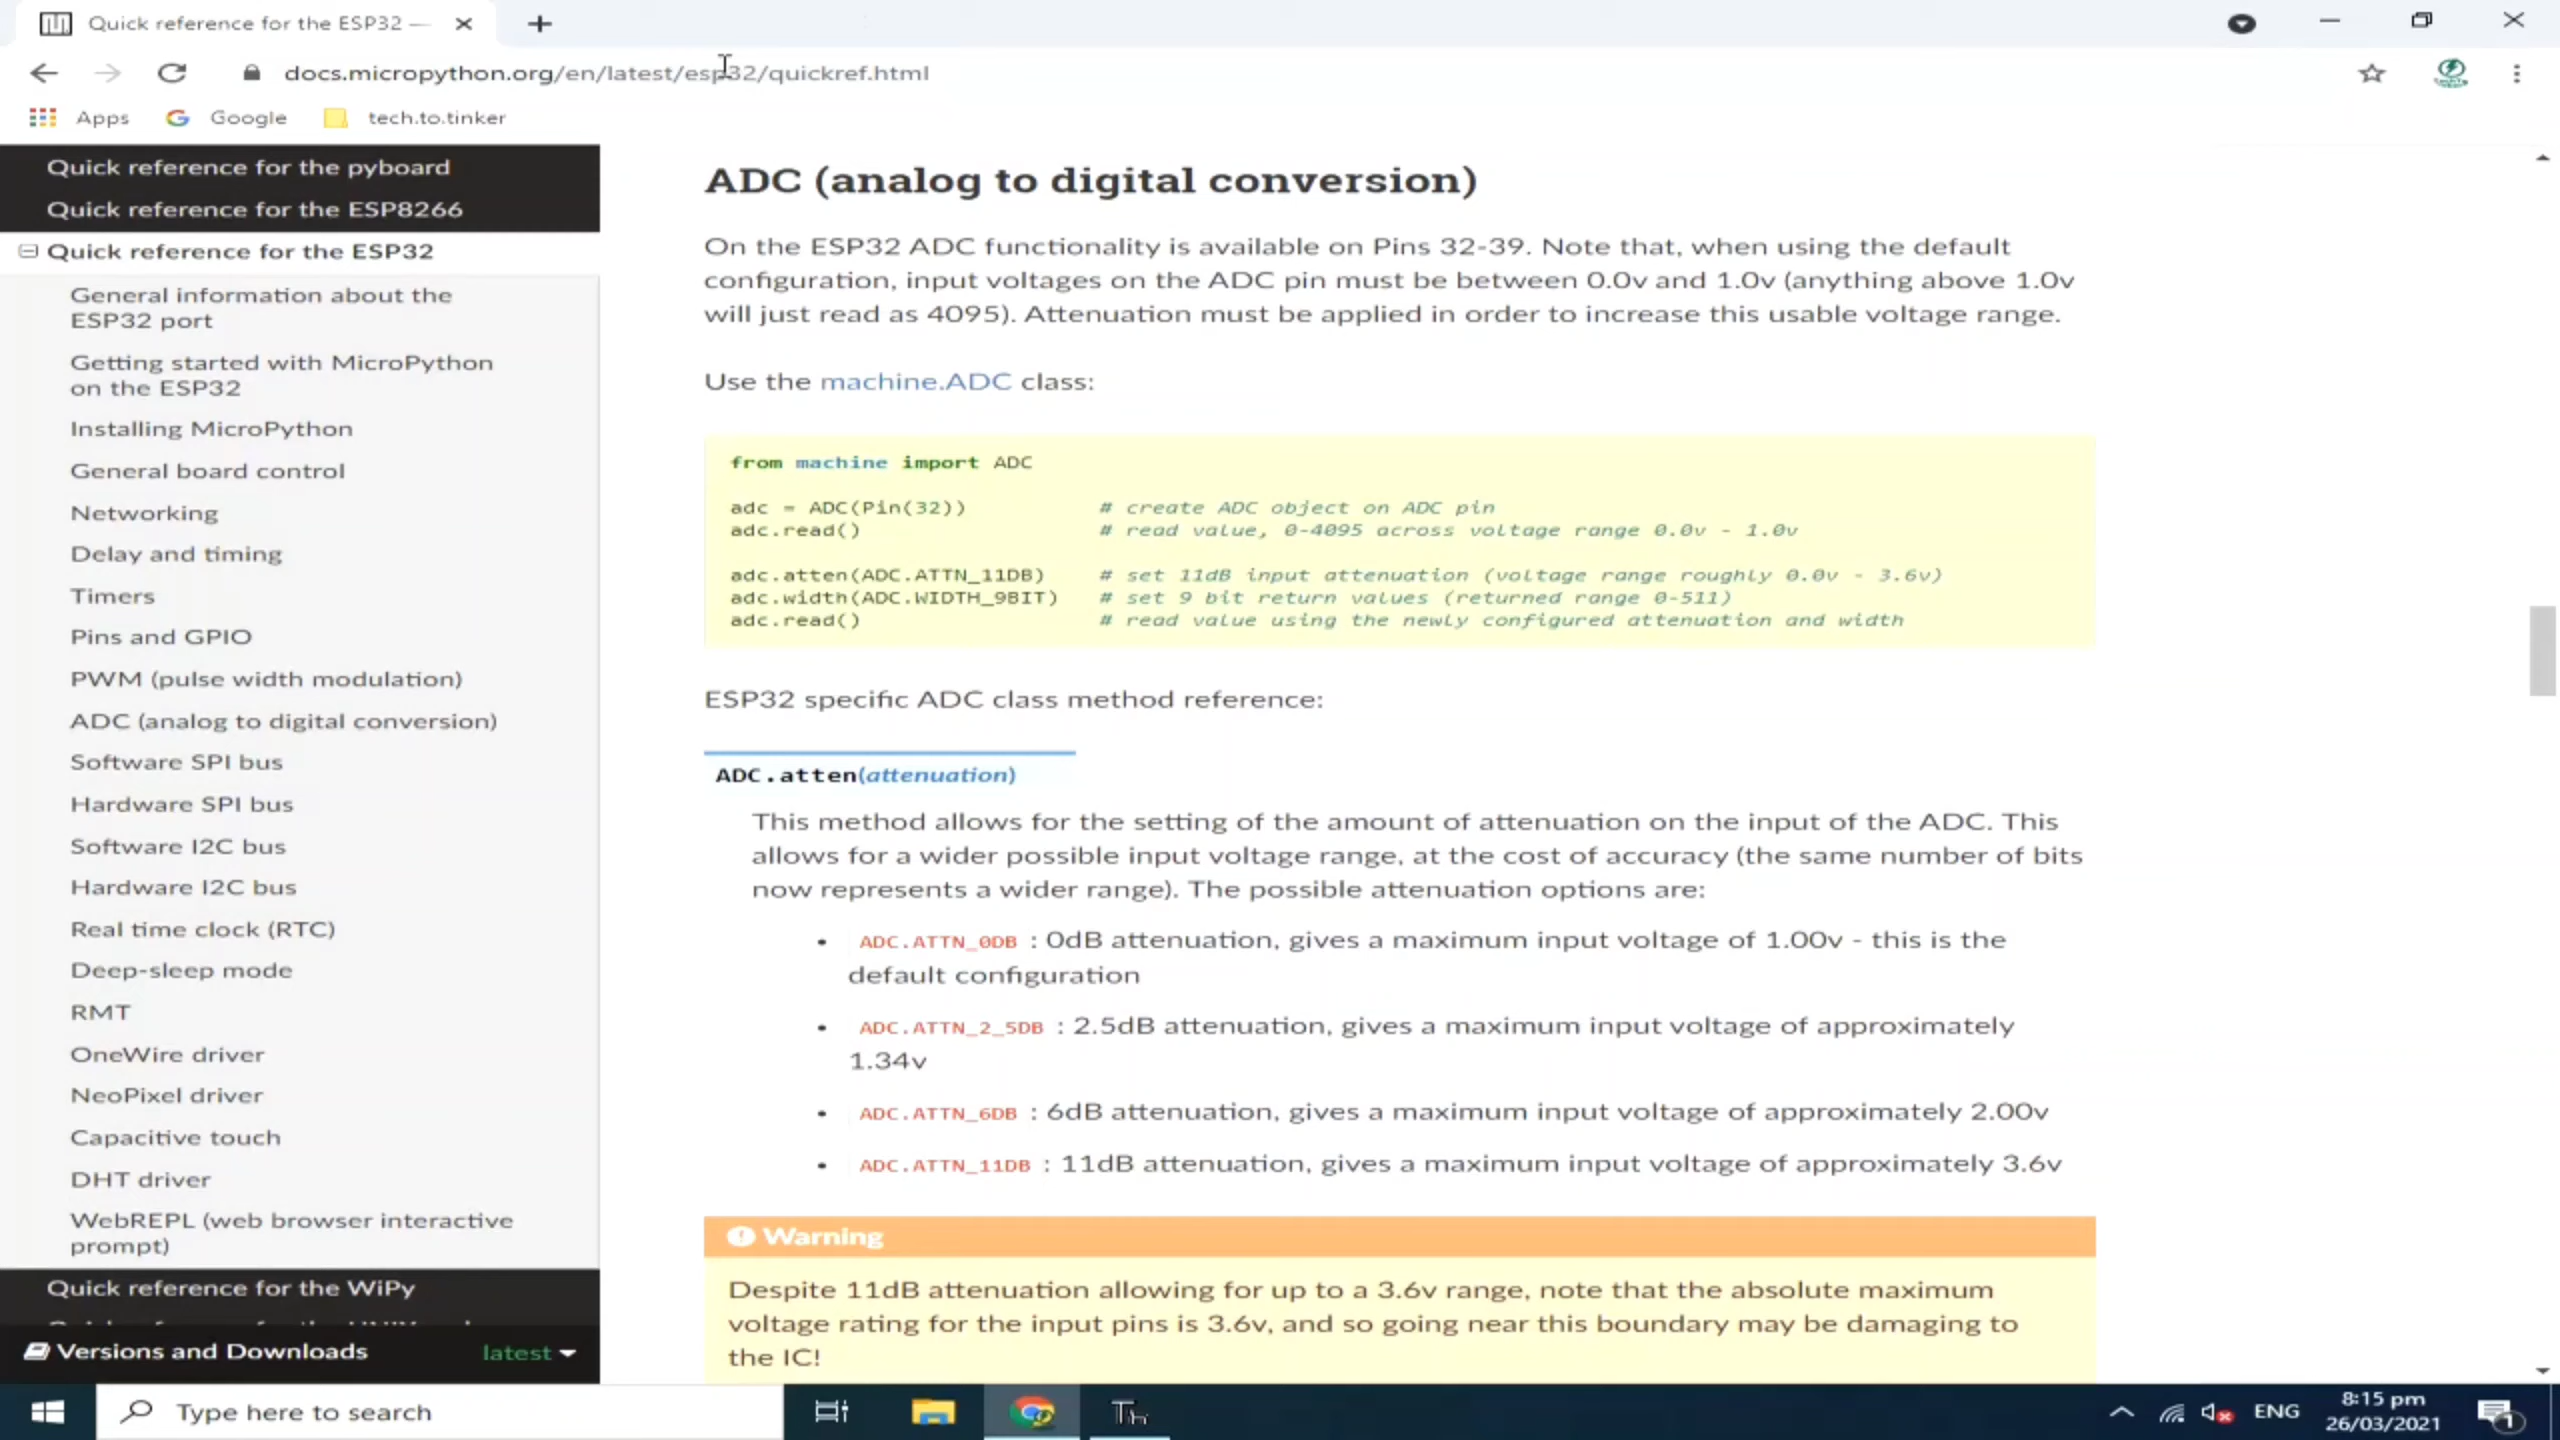 Quick reference for the ESP32 —
docs.micropython.org/en/latest/esp32/quickref.html
Apps
Google
tech.to.tinker
Quick reference for the pyboard
Quick reference for the ESP8266
Quick reference for the ESP32
General information about the
ESP32 port
Getting started with MicroPython
on the ESP32
Installing MicroPython
General board control
Networking
Delay and timing
Timers
Pins and GPIO
PWM (pulse width modulation)
ADC (analog to digital conversion)
Software SPI bus
Hardware SPI bus
Software I2C bus
Hardware I2C bus
Real time clock (RTC)
Deep-sleep mode
RMT
OneWire driver
NeoPixel driver
Capacitive touch
DHT driver
WebREPL (web browser interactive
prompt)
Quick reference for the WiPy
Versions and Downloads
latest
ADC (analog to digital conversion)
On the ESP32 ADC functionality is available on Pins 32-39. Note that, when using the default
configuration, input voltages on the ADC pin must be between 0.0v and 1.0v (anything above 1.0v
will just read as 4095). Attenuation must be applied in order to increase this usable voltage range.
Use the machine.ADC class:
from machine import ADC
adc = ADC(Pin(32)) # create ADC object on ADC pin
adc.read() # read value, 0-4095 across voltage range 0.0v - 1.0v
adc.atten(ADC.ATTN_11DB) # set 11dB input attenuation (voltage range roughly 0.0v - 3.6v)
adc.width(ADC.WIDTH_9BIT) # set 9 bit return values (returned range 0-511)
adc.read() # read value using the newly configured attenuation and width
ESP32 specific ADC class method reference:
ADC.atten(attenuation)
This method allows for the setting of the amount of attenuation on the input of the ADC. This
allows for a wider possible input voltage range, at the cost of accuracy (the same number of bits
now represents a wider range). The possible attenuation options are:
• ADC.ATTN_0DB : 0dB attenuation, gives a maximum input voltage of 1.00v - this is the
default configuration
• ADC.ATTN_2_5DB : 2.5dB attenuation, gives a maximum input voltage of approximately
1.34v
• ADC.ATTN_6DB : 6dB attenuation, gives a maximum input voltage of approximately 2.00v
• ADC.ATTN_11DB : 11dB attenuation, gives a maximum input voltage of approximately 3.6v
Warning
Despite 11dB attenuation allowing for up to a 3.6v range, note that the absolute maximum
voltage rating for the input pins is 3.6v, and so going near this boundary may be damaging to
the IC!
Type here to search
Th
ENG
8:15 pm
26/03/2021
1